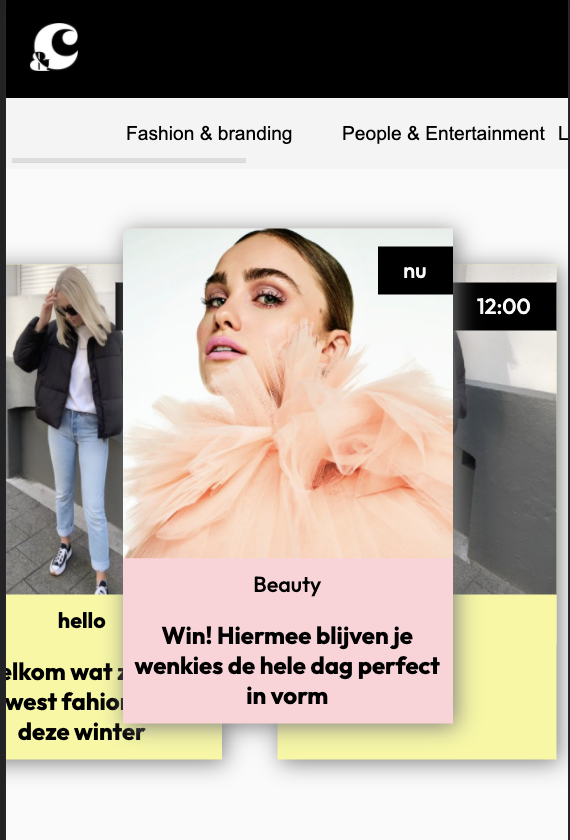 &C
Fashion & branding
People & Entertainment
L
nu
12:00
Beauty
Win! Hiermee blijven je
wenkies de hele dag perfect
in vorm
hello
elkom wat z
west fahion
deze winter